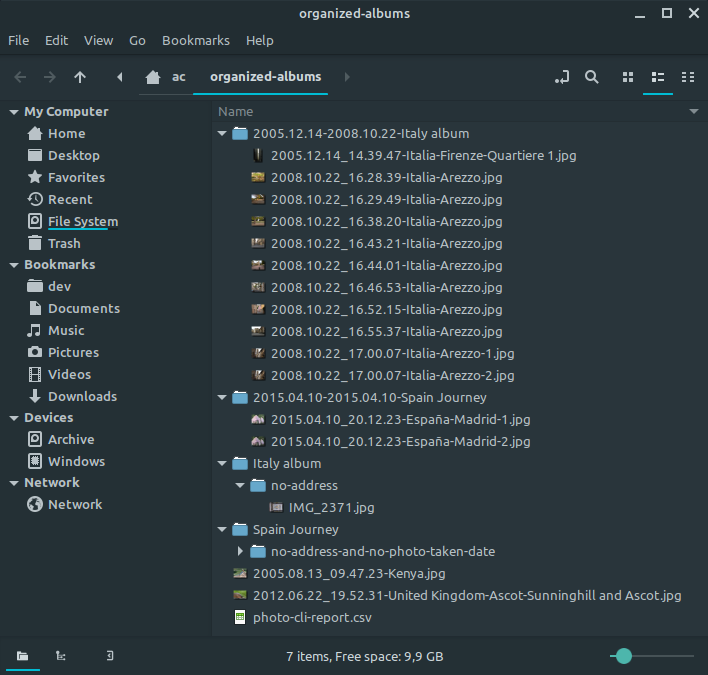 organized-albums
File Edit View Go Bookmarks Help
ac organized-albums
My Computer
Home
Desktop
Favorites
Recent
File System
Trash
Bookmarks
dev
Documents
Music
Pictures
Videos
Downloads
Devices
Archive
Windows
Network
Network
Name
2005.12.14-2008.10.22-Italy album
2005.12.14_14.39.47-Italia-Firenze-Quartiere 1.jpg
2008.10.22_16.28.39-Italia-Arezzo.jpg
2008.10.22_16.29.49-Italia-Arezzo.jpg
2008.10.22_16.38.20-Italia-Arezzo.jpg
2008.10.22_16.43.21-Italia-Arezzo.jpg
2008.10.22_16.44.01-Italia-Arezzo.jpg
2008.10.22_16.46.53-Italia-Arezzo.jpg
2008.10.22_16.52.15-Italia-Arezzo.jpg
2008.10.22_16.55.37-Italia-Arezzo.jpg
2008.10.22_17.00.07-Italia-Arezzo-1.jpg
2008.10.22_17.00.07-Italia-Arezzo-2.jpg
2015.04.10-2015.04.10-Spain Journey
2015.04.10_20.12.23-España-Madrid-1.jpg
2015.04.10_20.12.23-España-Madrid-2.jpg
Italy album
no-address
IMG_2371.jpg
Spain Journey
no-address-and-no-photo-taken-date
2005.08.13_09.47.23-Kenya.jpg
2012.06.22_19.52.31-United Kingdom-Ascot-Sunninghill and Ascot.jpg
photo-cli-report.csv
7 items, Free space: 9,9 GB